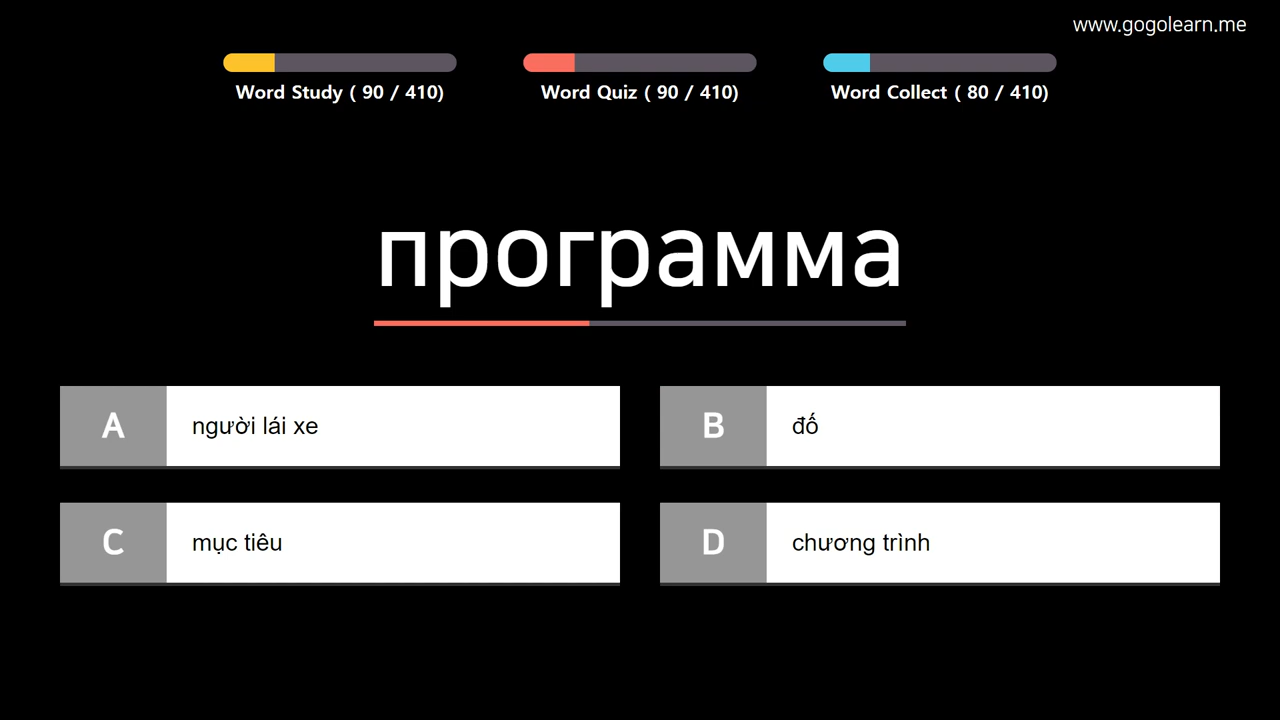 www.gogolearn.me
Word Study ( 90 / 410)
Word Quiz ( 90 / 410)
Word Collect ( 80 / 410)
программа
A người lái xe
B đố
C mục tiêu
D chương trình